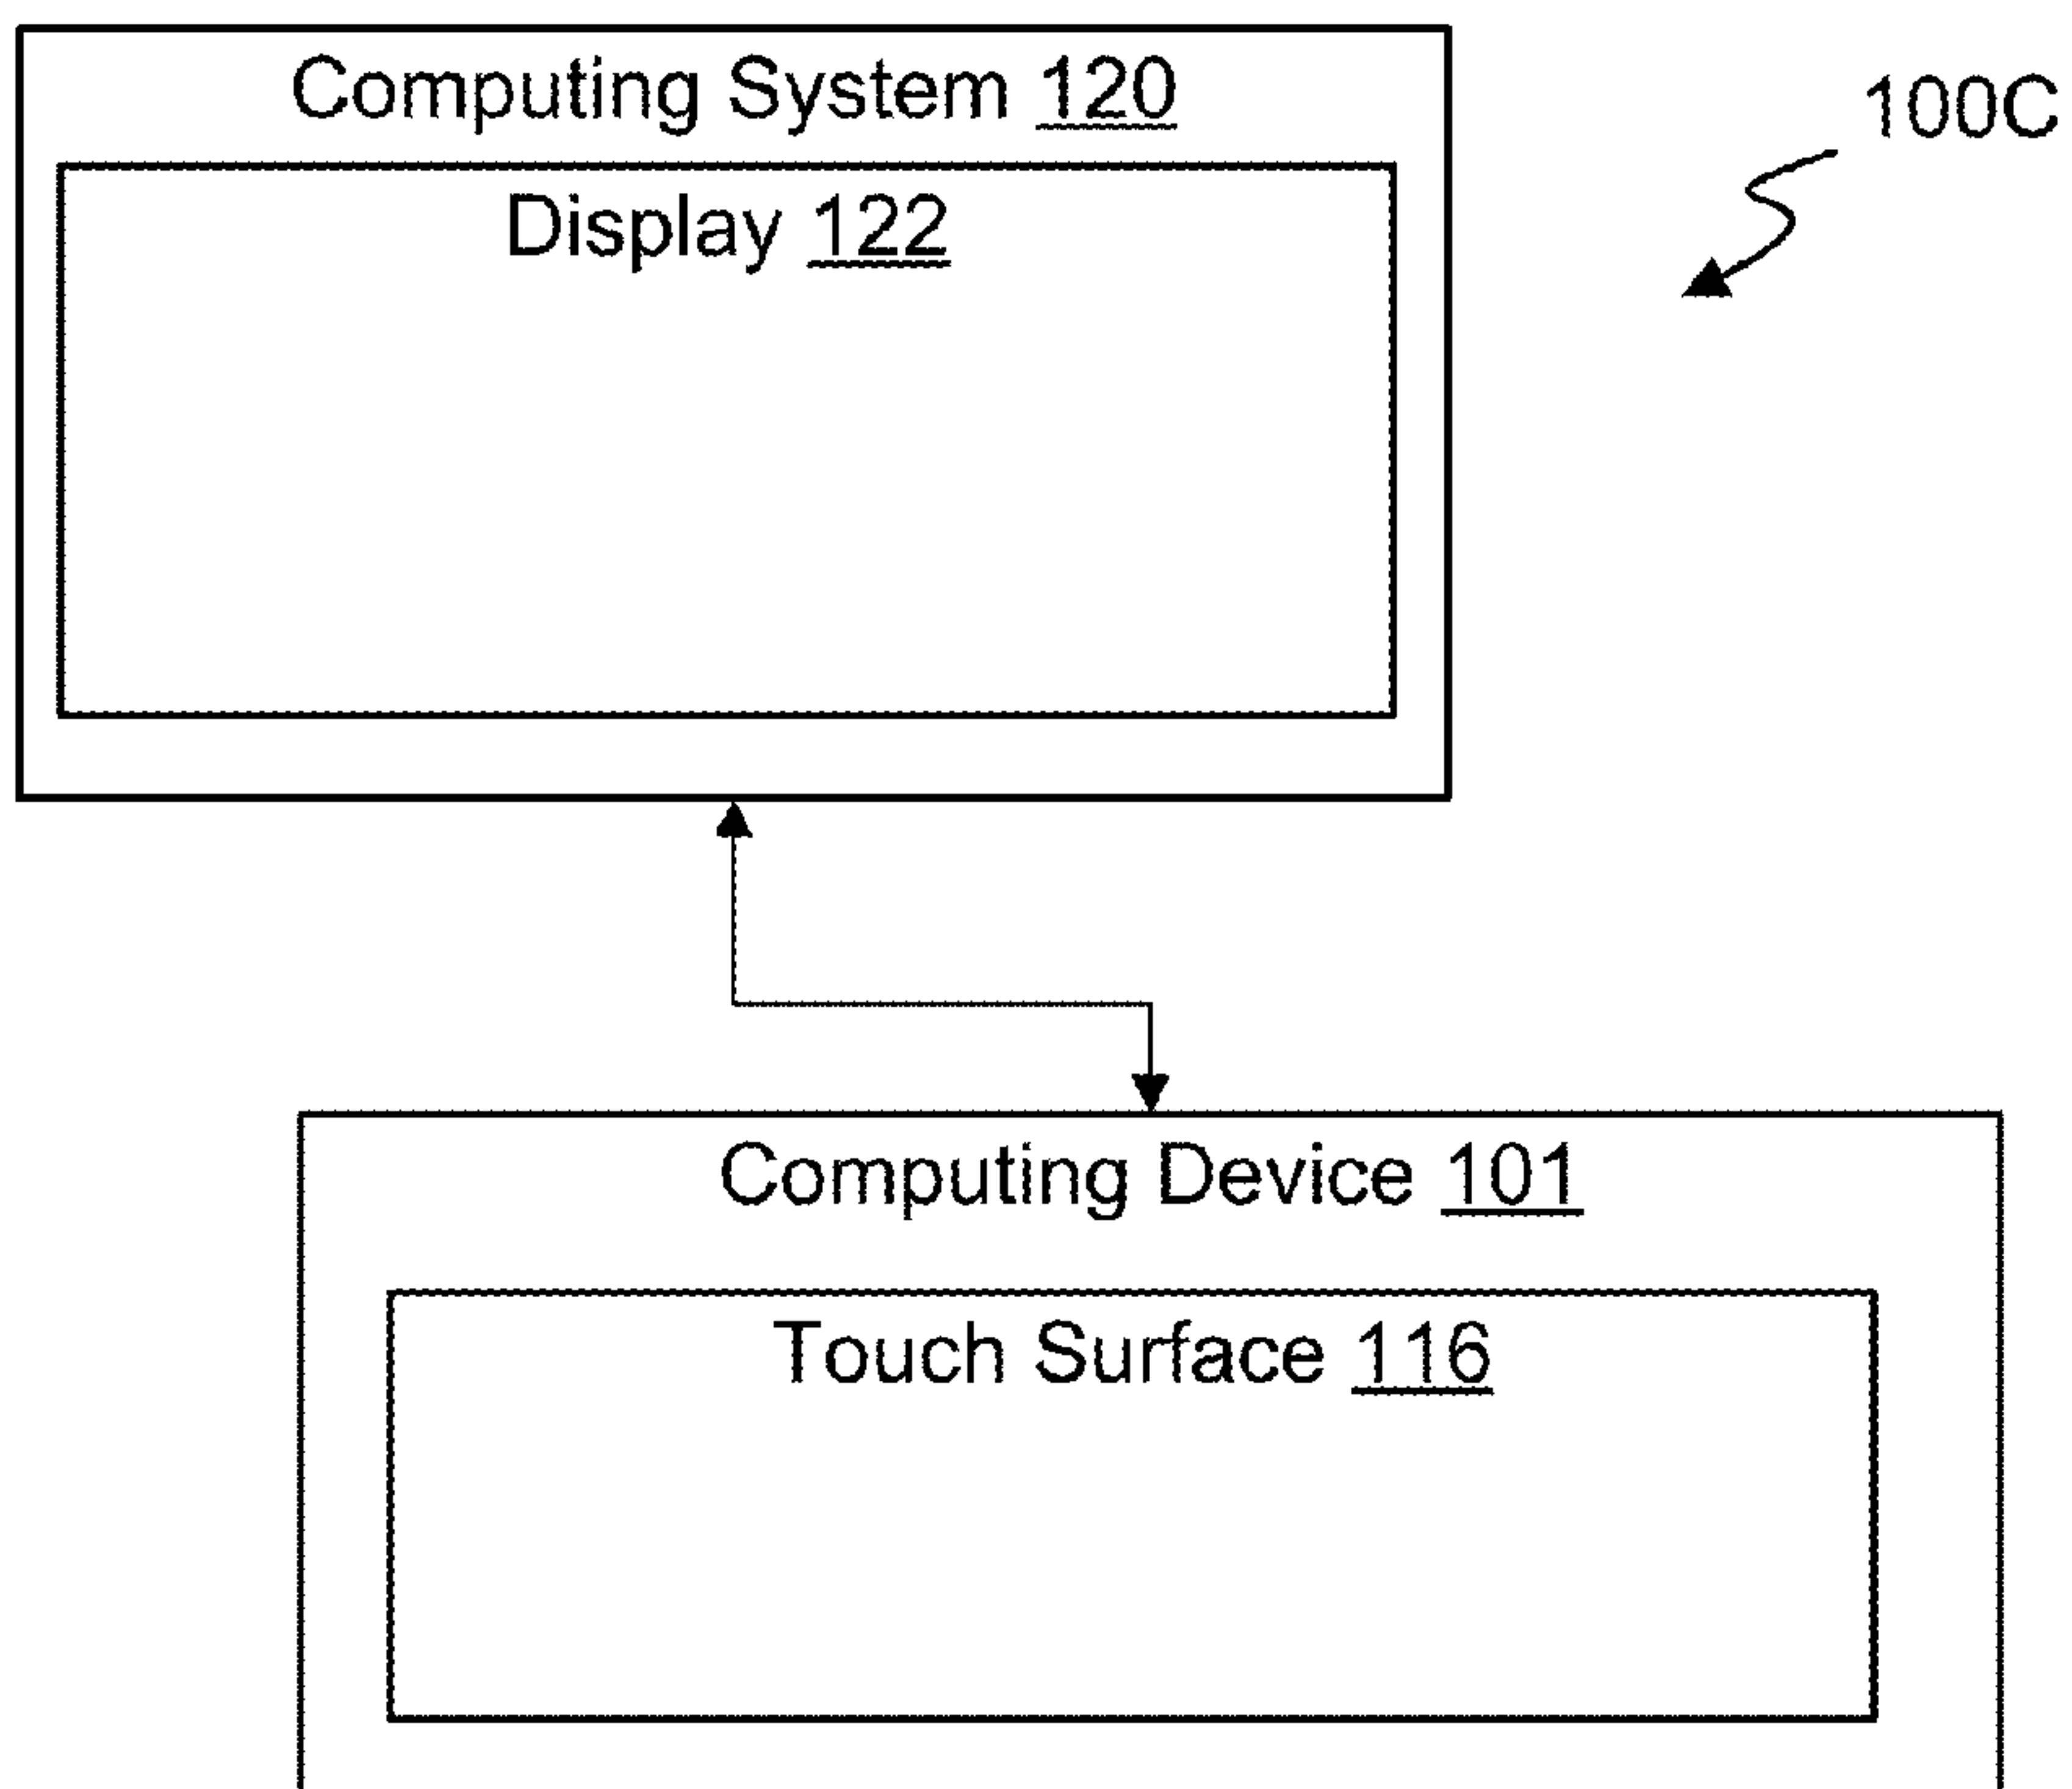 Computing System 120
100C
Display 122
Computing Device 101
Touch Surface 116